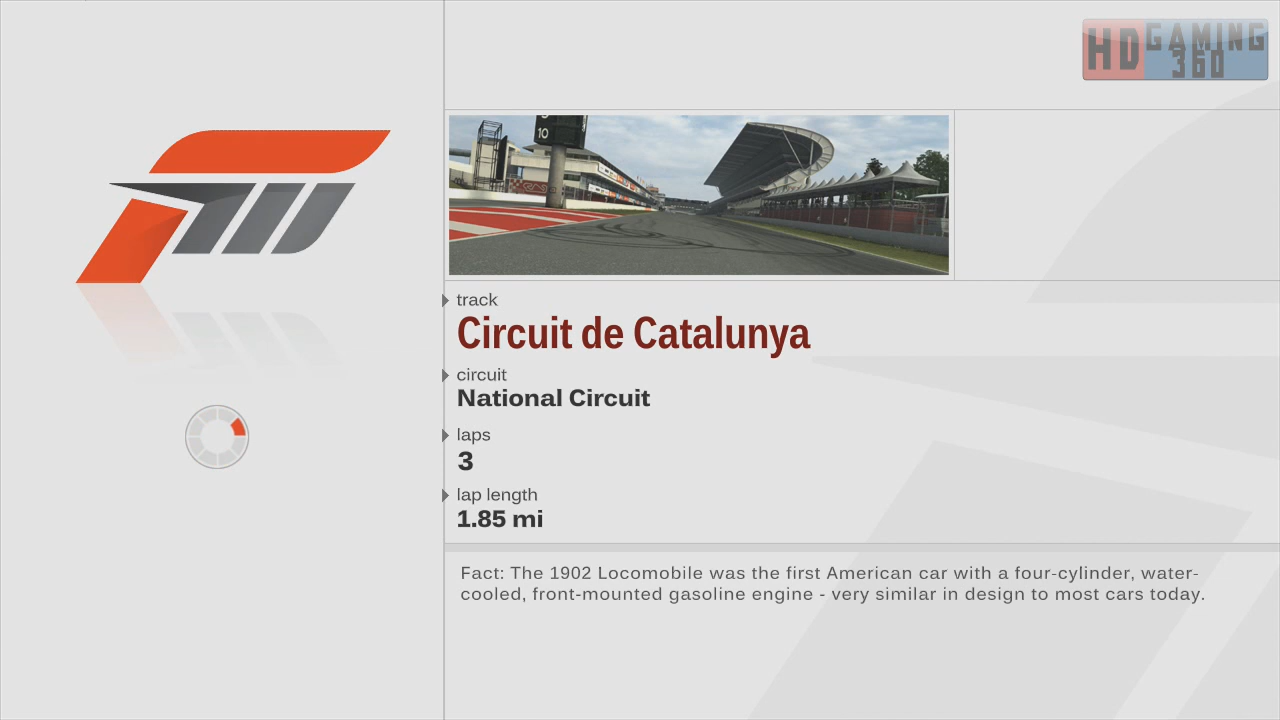 HD GAMING
360
10
track
Circuit de Catalunya
circuit
National Circuit
laps
3
lap length
1.85 mi
Fact: The 1902 Locomobile was the first American car with a four-cylinder, water-
cooled, front-mounted gasoline engine - very similar in design to most cars today.